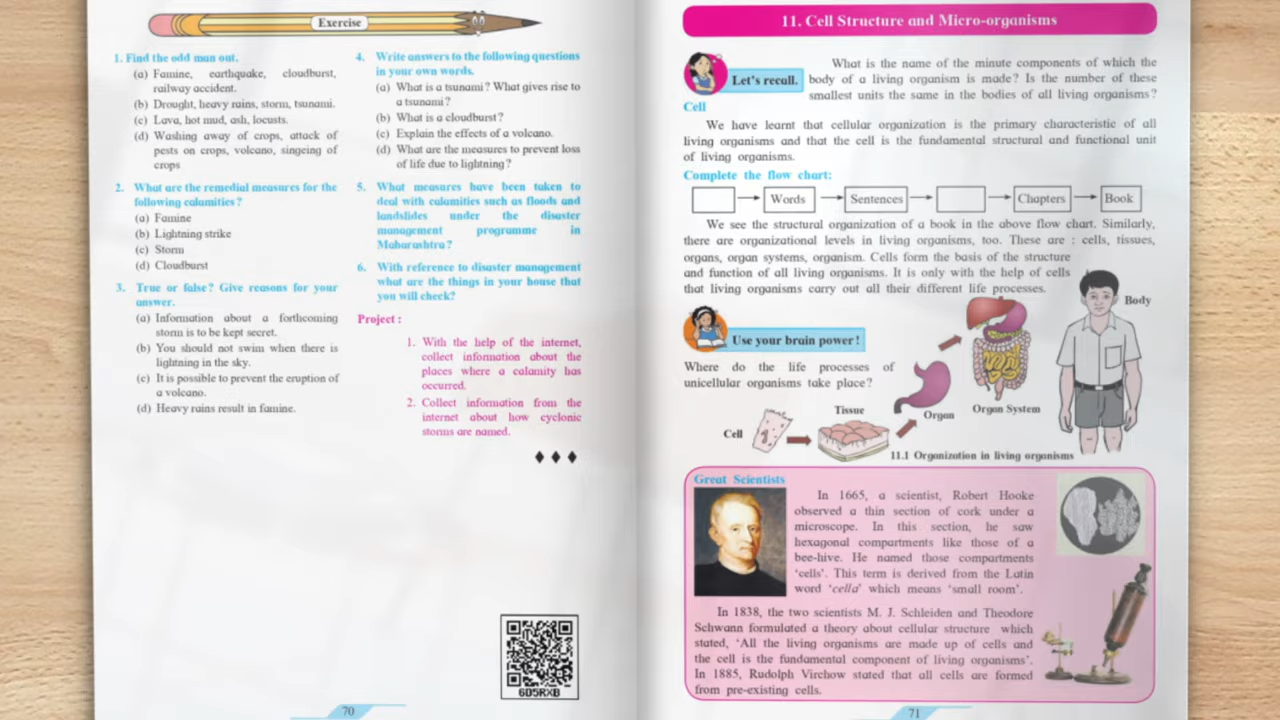 Exercise
1. Find the odd man out.
(a) Famine, earthquake, cloudburst,
railway accident.
(b) Drought, heavy rains, storm, tsunami.
(c) Lava, hot mud, ash, locusts.
(d) Washing away of crops, attack of
pests on crops, volcano, singeing of
crops
2. What are the remedial measures for the
following calamities?
(a) Famine
(b) Lightning strike
(c) Storm
(d) Cloudburst
3. True or false? Give reasons for your
answer.
(a) Information about a forthcoming
storm is to be kept secret.
(b) You should not swim when there is
lightning in the sky.
(c) It is possible to prevent the eruption of
a volcano.
(d) Heavy rains result in famine.
4. Write answers to the following questions
in your own words.
(a) What is a tsunami? What gives rise to
a tsunami?
(b) What is a cloudburst?
(c) Explain the effects of a volcano.
(d) What are the measures to prevent loss
of life due to lightning?
5. What measures have been taken to
deal with calamities such as floods and
landslides under the disaster
management programme in
Maharashtra?
6. With reference to disaster management
what are the things in your house that
you will check?
Project :
1. With the help of the internet,
collect information about the
places where a calamity has
occurred.
2. Collect information from the
internet about how cyclonic
storms are named.
6D5RXB
70
11. Cell Structure and Micro-organisms
Let's recall.
What is the name of the minute components of which the
body of a living organism is made? Is the number of these
smallest units the same in the bodies of all living organisms?
Cell
We have learnt that cellular organization is the primary characteristic of all
living organisms and that the cell is the fundamental structural and functional unit
of living organisms.
Complete the flow chart:
Words Sentences Chapters Book
We see the structural organization of a book in the above flow chart. Similarly,
there are organizational levels in living organisms, too. These are : cells, tissues,
organs, organ systems, organism. Cells form the basis of the structure
and function of all living organisms. It is only with the help of cells
that living organisms carry out all their different life processes.
Use your brain power!
Where do the life processes of
unicellular organisms take place?
Cell
Tissue
Organ
Organ System
Body
11.1 Organization in living organisms
Great Scientists
In 1665, a scientist, Robert Hooke
observed a thin section of cork under a
microscope. In this section, he saw
hexagonal compartments like those of a
bee-hive. He named those compartments
'cells'. This term is derived from the Latin
word 'cella' which means 'small room'.
In 1838, the two scientists M. J. Schleiden and Theodore
Schwann formulated a theory about cellular structure which
stated, 'All the living organisms are made up of cells and
the cell is the fundamental component of living organisms'.
In 1885, Rudolph Virchow stated that all cells are formed
from pre-existing cells.
71